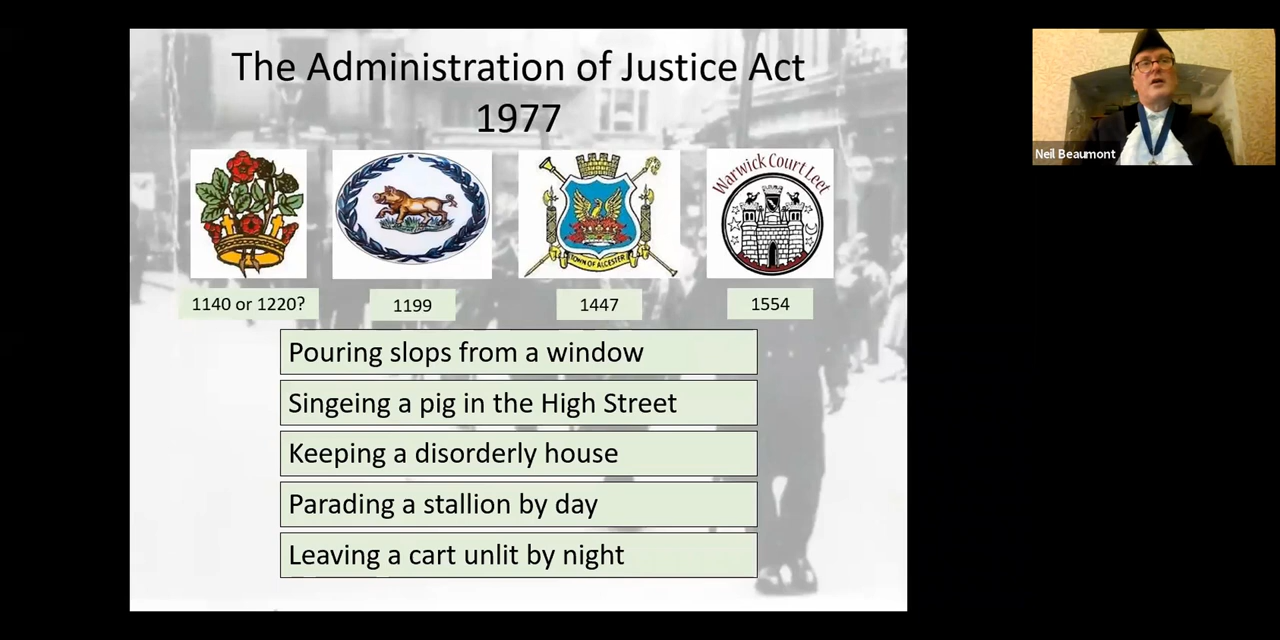 The Administration of Justice Act
1977
Neil Beaumont
Warwick Court Leet
TOWN OF ALCESTER
1140 or 1220?
1199
1447
1554
Pouring slops from a window
Singeing a pig in the High Street
Keeping a disorderly house
Parading a stallion by day
Leaving a cart unlit by night